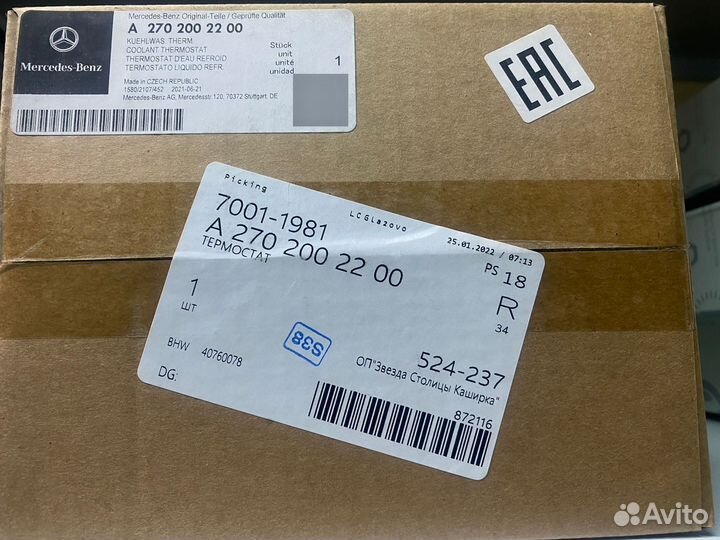 Mercedes-Benz
Mercedes-Benz Original-Teile / Geprüfte Qualität
A 270 200 22 00
KUEHLWAS. THERM.
COOLANT THERMOSTAT
THERMOSTAT D'EAU REFROID
TERMOSTATO LIQUIDO REFR.
Stück
unit
unité
unidad
1
Made in CZECH REPUBLIC
1580/2107/452 2021-06-21
Mercedes-Benz AG, Mercedesstr.120, 70372 Stuttgart, DE
EAC
Picking
LCGlazovo
25.01.2022 / 07:13
7001-1981
A 270 200 22 00
ТЕРМОСТАТ
PS 18
R
34
1
шт
S38
BHW 40760078
524-237
ОП"Звезда Столицы Каширка"
DG:
872116
Avito